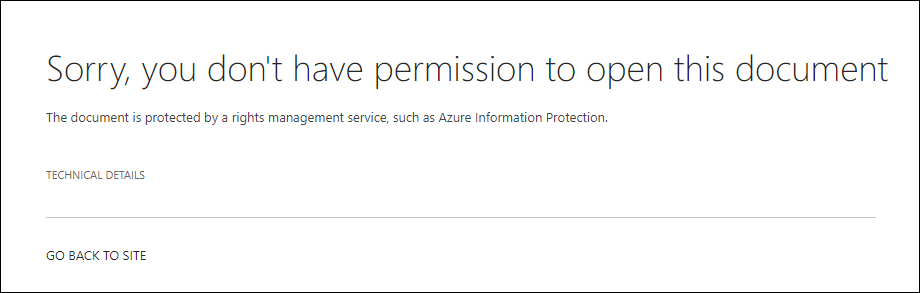 Sorry, you don't have permission to open this document
The document is protected by a rights management service, such as Azure Information Protection.
TECHNICAL DETAILS
GO BACK TO SITE